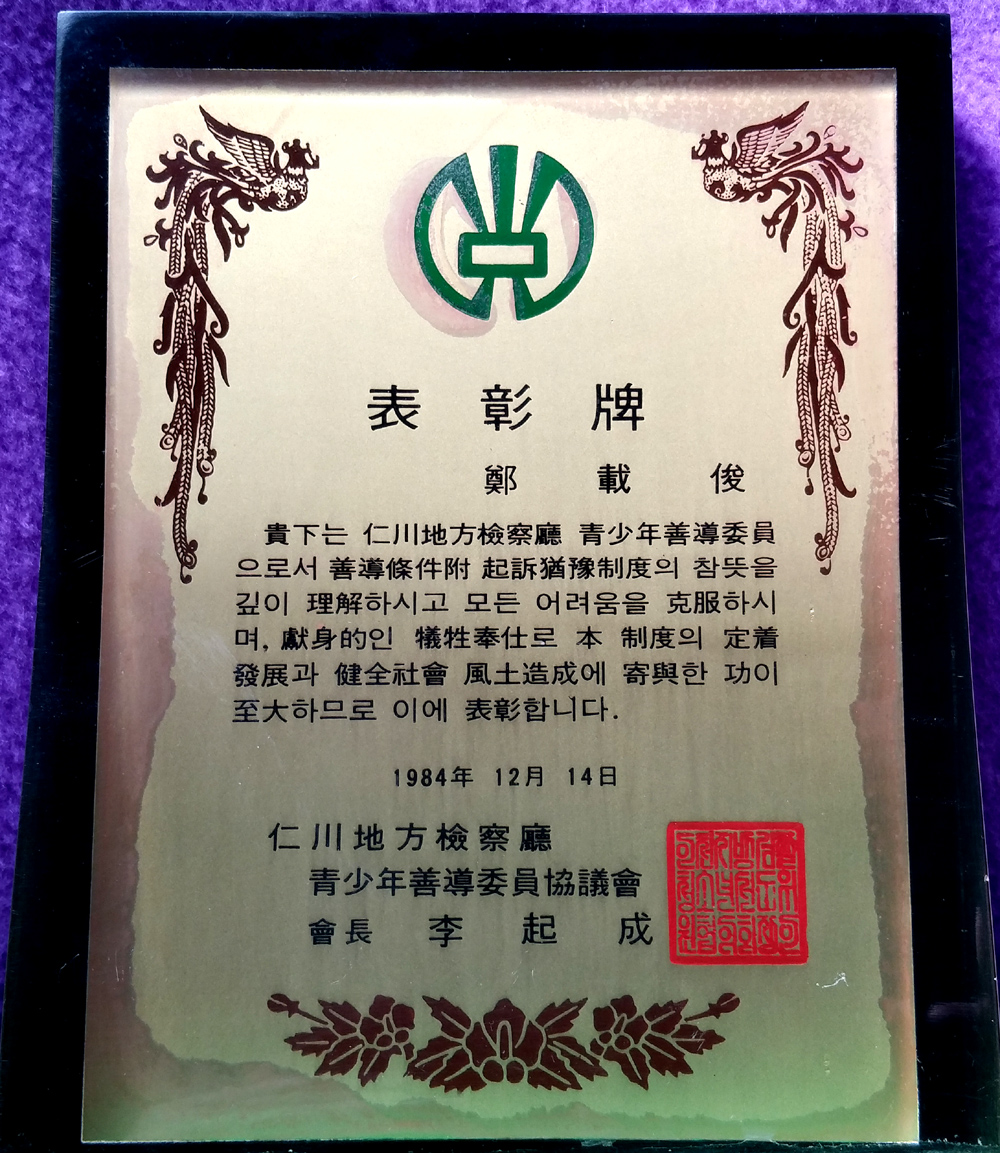 表彰牌
鄭載俊
貴下는 仁川地方檢察廳 靑少年善導委員
으로서 善導條件附 起訴猶豫制度의 참뜻을
깊이 理解하시고 모든 어려움을 克服하시
며, 獻身的인 犧牲奉仕로 本 制度의 定着
發展과 健全社會 風土造成에 寄與한 功이
至大하므로 이에 表彰합니다.
1984年 12月 14日
仁川地方檢察廳
靑少年善導委員協議會
會長 李起成